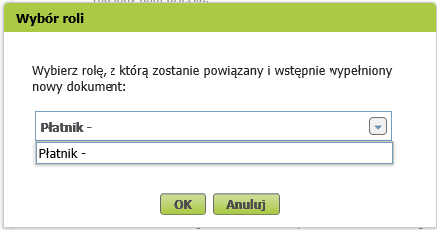 Wybór roli
Wybierz rolę, z którą zostanie powiązany i wstępnie wypełniony
nowy dokument:
Płatnik -
Płatnik -
OK Anuluj